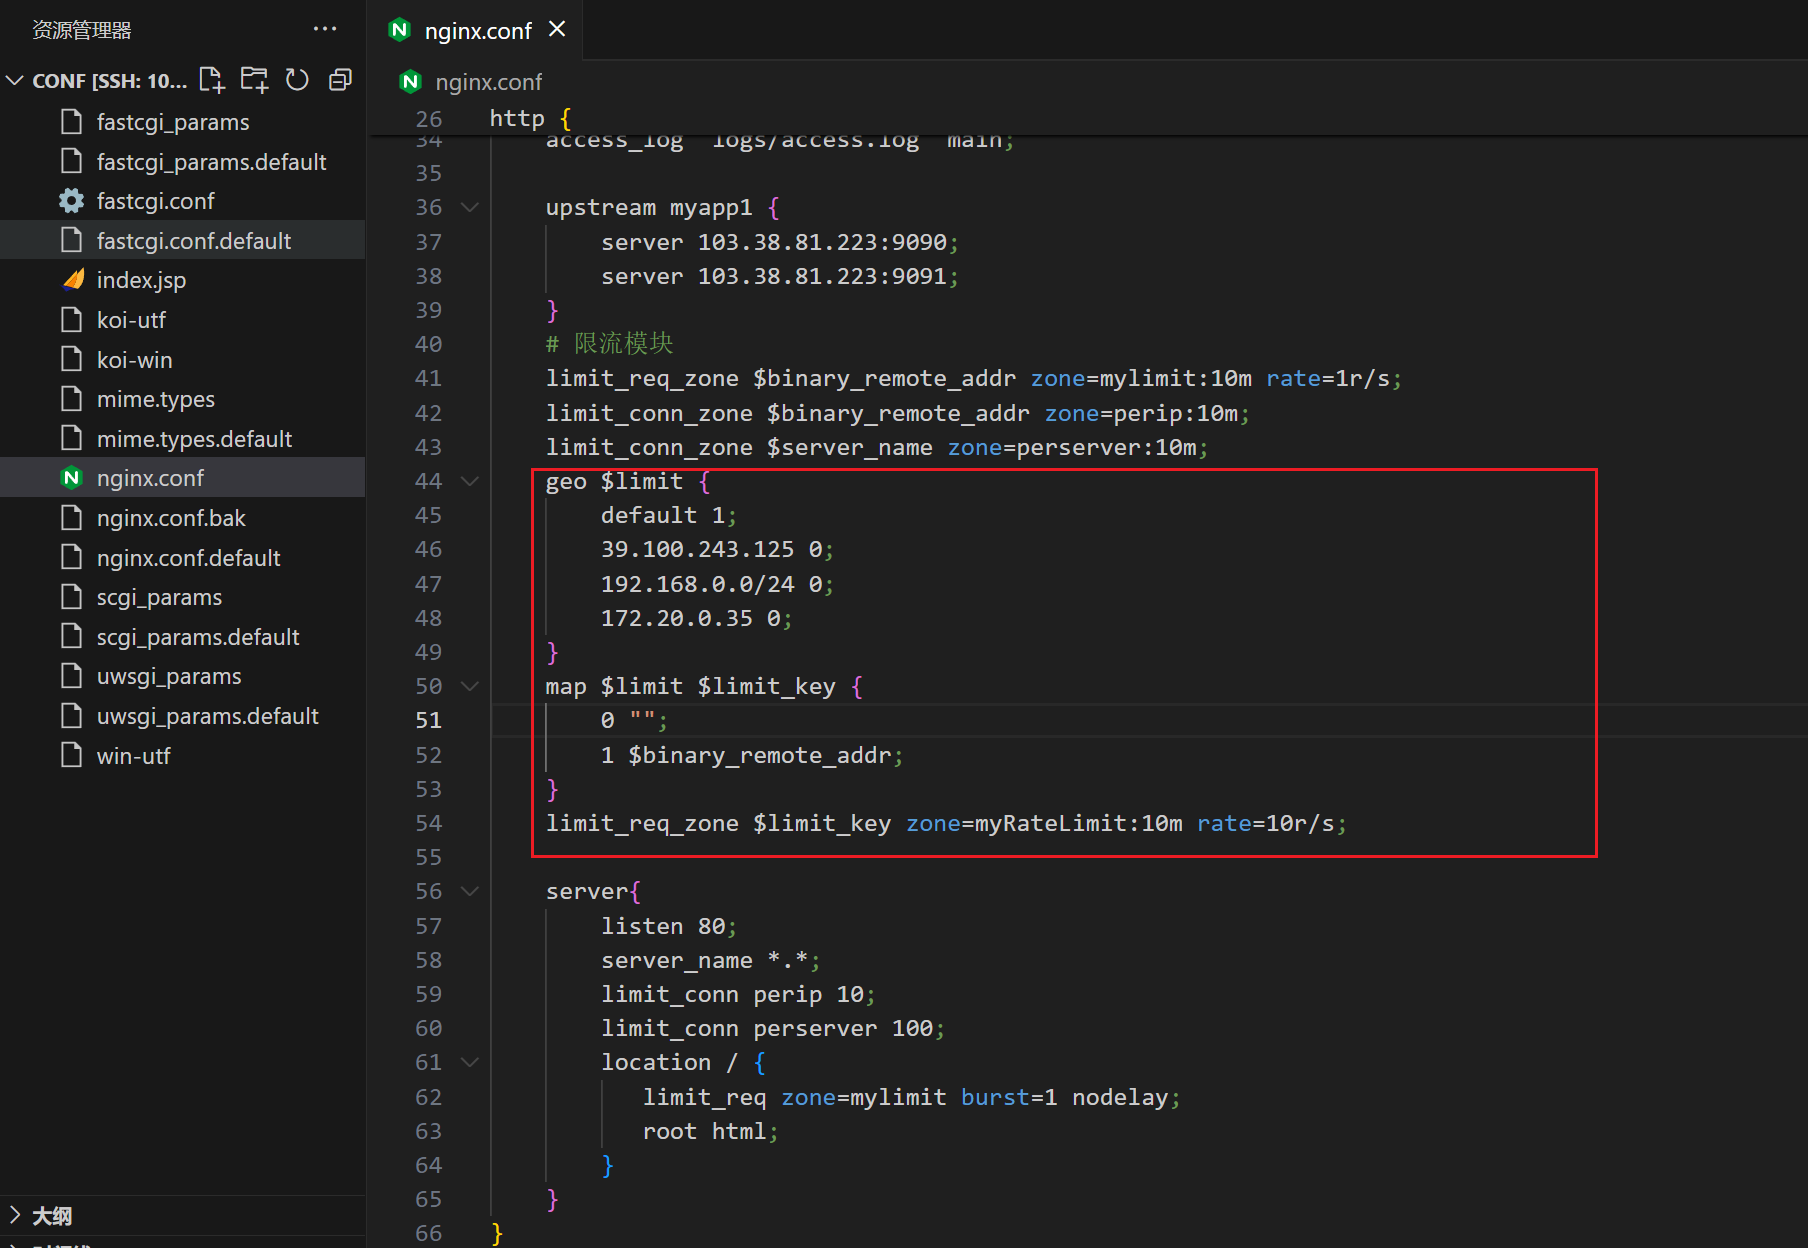 资源管理器
CONF [SSH: 10...
fastcgi_params
fastcgi_params.default
fastcgi.conf
fastcgi.conf.default
index.jsp
koi-utf
koi-win
mime.types
mime.types.default
nginx.conf
nginx.conf.bak
nginx.conf.default
scgi_params
scgi_params.default
uwsgi_params
uwsgi_params.default
win-utf
大纲
nginx.conf
nginx.conf
26 http {
34 access_log logs/access.log main;
35
36 upstream myapp1 {
37 server 103.38.81.223:9090;
38 server 103.38.81.223:9091;
39 }
40 # 限流模块
41 limit_req_zone $binary_remote_addr zone=mylimit:10m rate=1r/s;
42 limit_conn_zone $binary_remote_addr zone=perip:10m;
43 limit_conn_zone $server_name zone=perserver:10m;
44 geo $limit {
45 default 1;
46 39.100.243.125 0;
47 192.168.0.0/24 0;
48 172.20.0.35 0;
49 }
50 map $limit $limit_key {
51 0 "";
52 1 $binary_remote_addr;
53 }
54 limit_req_zone $limit_key zone=myRateLimit:10m rate=10r/s;
55
56 server{
57 listen 80;
58 server_name *.*;
59 limit_conn perip 10;
60 limit_conn perserver 100;
61 location / {
62 limit_req zone=mylimit burst=1 nodelay;
63 root html;
64 }
65 }
66 }